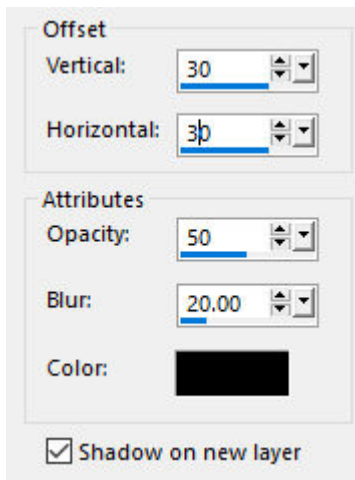 Offset
Vertical: 30
Horizontal: 30
Attributes
Opacity: 50
Blur: 20.00
Color:
Shadow on new layer